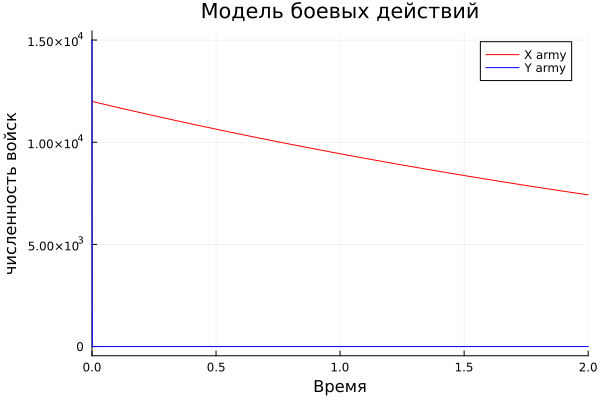 Модель боевых действий
1.50×10⁴
1.00×10⁴
5.00×10³
0
0.0 0.5 1.0 1.5 2.0
Время
численность войск
X army
Y army